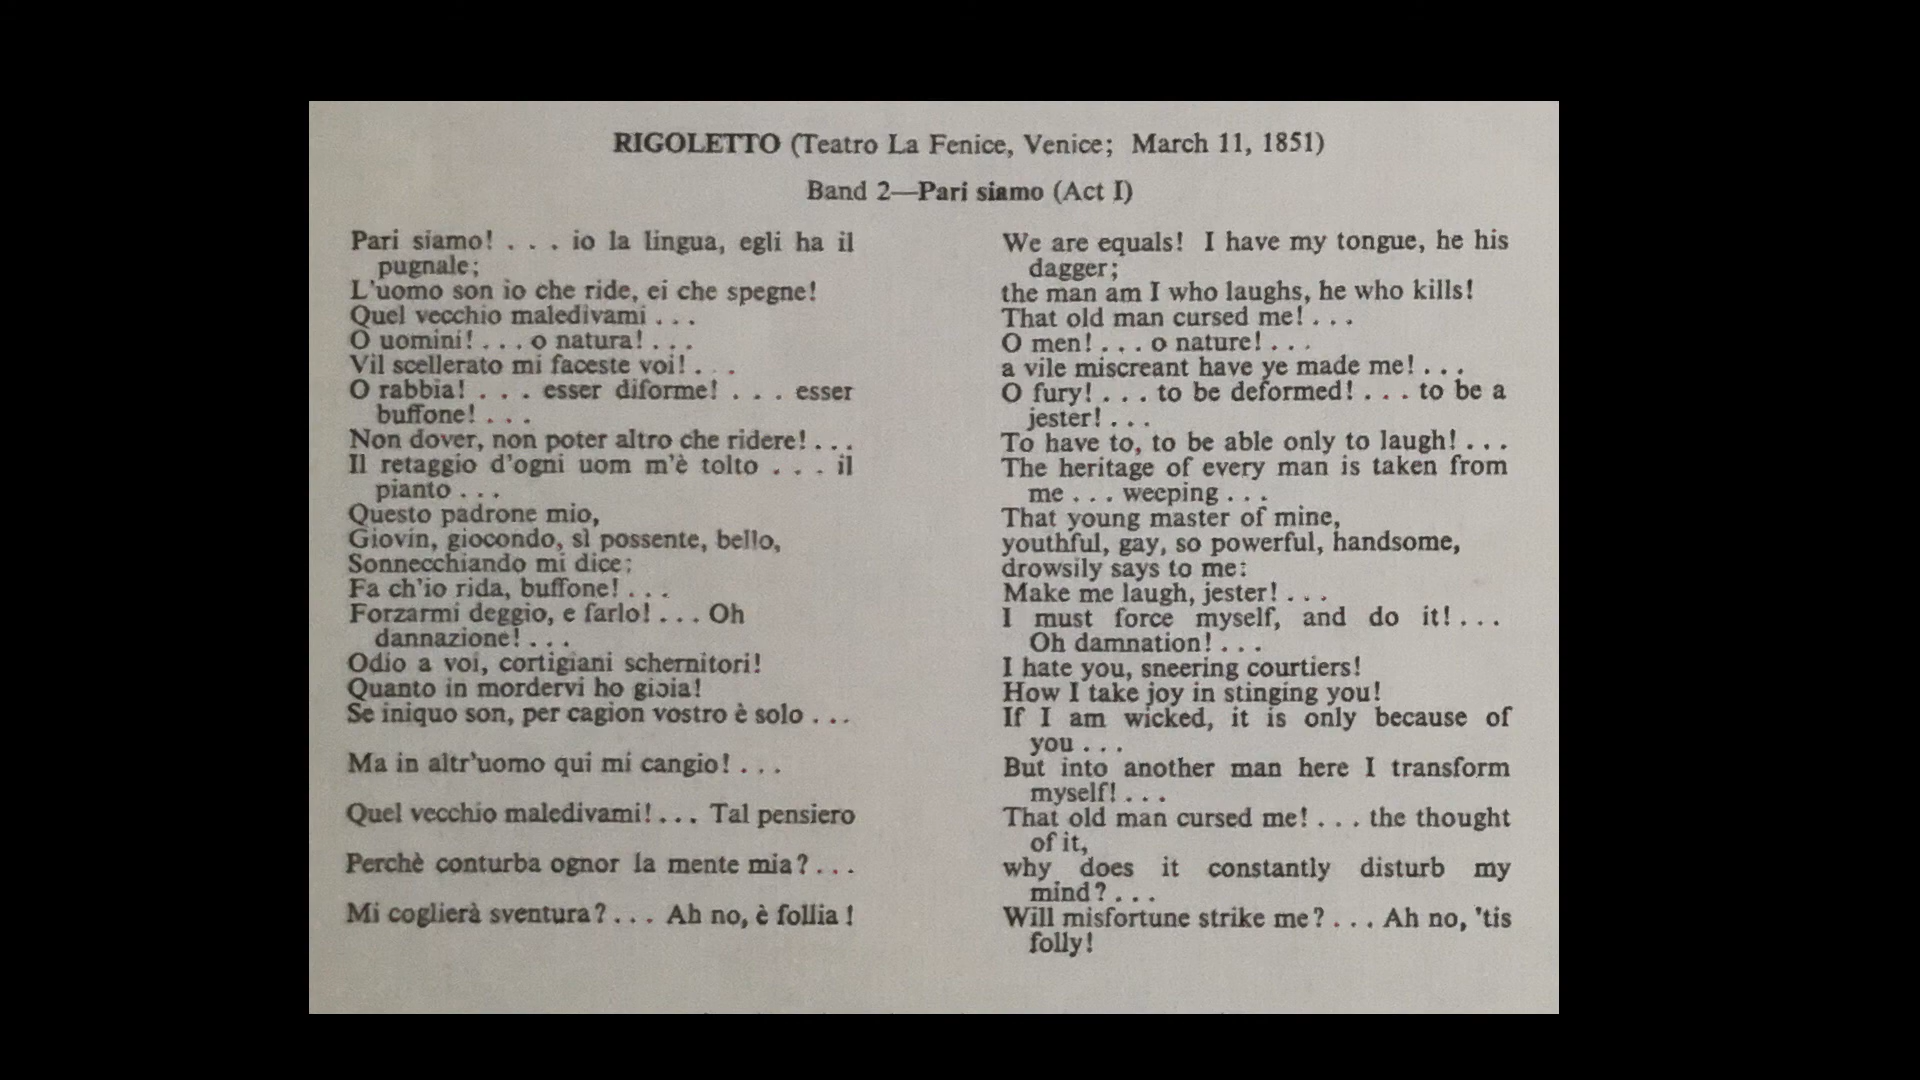 RIGOLETTO (Teatro La Fenice, Venice; March 11, 1851)
Band 2—Pari siamo (Act I)
Pari siamo! . . . io la lingua, egli ha il
pugnale;
L'uomo son io che ride, ei che spegne!
Quel vecchio maledivami . . .
O uomini! . . . o natura! . . .
Vil scellerato mi faceste voi! . . .
O rabbia! . . . esser diforme! . . . esser
buffone! . . .
Non dover, non poter altro che ridere! . . .
Il retaggio d'ogni uom m'è tolto . . . il
pianto . . .
Questo padrone mio,
Giovin, giocondo, sì possente, bello,
Sonnecchiando mi dice:
Fa ch'io rida, buffone! . . .
Forzarmi deggio, e farlo! . . . Oh
dannazione! . . .
Odio a voi, cortigiani schernitori!
Quanto in mordervi ho gioia!
Se iniquo son, per cagion vostro è solo . . .
Ma in altr'uomo qui mi cangio! . . .
Quel vecchio maledivami! . . . Tal pensiero
Perchè conturba ognor la mente mia? . . .
Mi coglierà sventura? . . . Ah no, è follia !
We are equals! I have my tongue, he his
dagger;
the man am I who laughs, he who kills!
That old man cursed me! . . .
O men! . . . o nature! . . .
a vile miscreant have ye made me! . . .
O fury! . . . to be deformed! . . . to be a
jester! . . .
To have to, to be able only to laugh! . . .
The heritage of every man is taken from
me . . . weeping . . .
That young master of mine,
youthful, gay, so powerful, handsome,
drowsily says to me:
Make me laugh, jester! . . .
I must force myself, and do it! . . .
Oh damnation! . . .
I hate you, sneering courtiers!
How I take joy in stinging you!
If I am wicked, it is only because of
you . . .
But into another man here I transform
myself! . . .
That old man cursed me! . . . the thought
of it,
why does it constantly disturb my
mind? . . .
Will misfortune strike me? . . . Ah no, 'tis
folly!